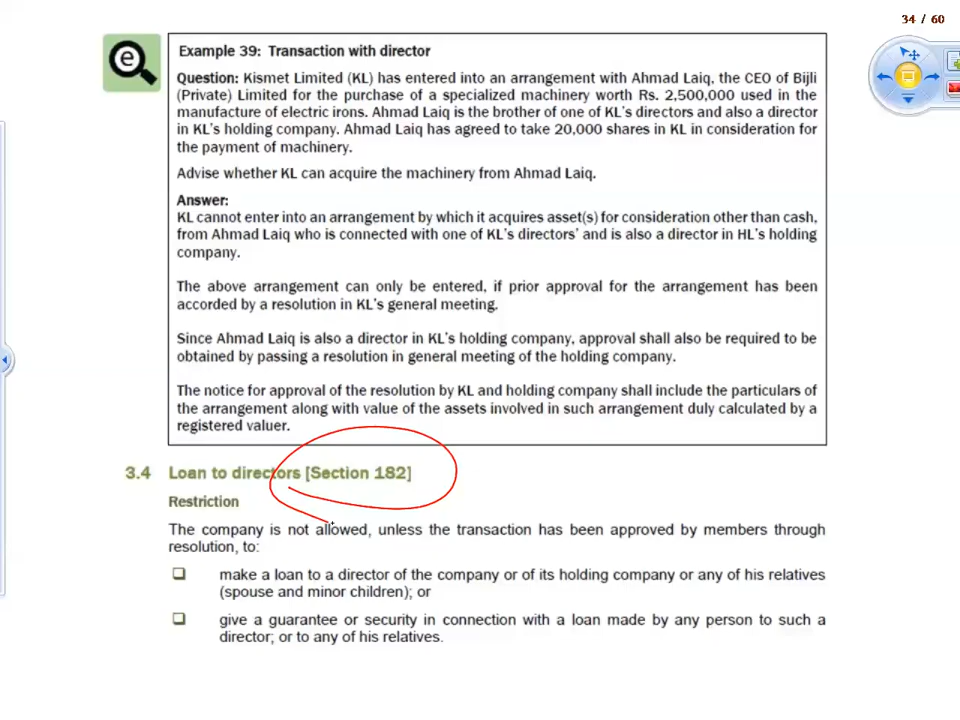 34 / 60
Example 39: Transaction with director
Question: Kismet Limited (KL) has entered into an arrangement with Ahmad Laiq, the CEO of Bijli
(Private) Limited for the purchase of a specialized machinery worth Rs. 2,500,000 used in the
manufacture of electric irons. Ahmad Laiq is the brother of one of KL's directors and also a director
in KL's holding company. Ahmad Laiq has agreed to take 20,000 shares in KL in consideration for
the payment of machinery.
Advise whether KL can acquire the machinery from Ahmad Laiq.
Answer:
KL cannot enter into an arrangement by which it acquires asset(s) for consideration other than cash,
from Ahmad Laiq who is connected with one of KL's directors' and is also a director in HL's holding
company.
The above arrangement can only be entered, if prior approval for the arrangement has been
accorded by a resolution in KL's general meeting.
Since Ahmad Laiq is also a director in KL's holding company, approval shall also be required to be
obtained by passing a resolution in general meeting of the holding company.
The notice for approval of the resolution by KL and holding company shall include the particulars of
the arrangement along with value of the assets involved in such arrangement duly calculated by a
registered valuer.
3.4 Loan to directors [Section 182]
Restriction
The company is not allowed, unless the transaction has been approved by members through
resolution, to:
make a loan to a director of the company or of its holding company or any of his relatives
(spouse and minor children); or
give a guarantee or security in connection with a loan made by any person to such a
director; or to any of his relatives.